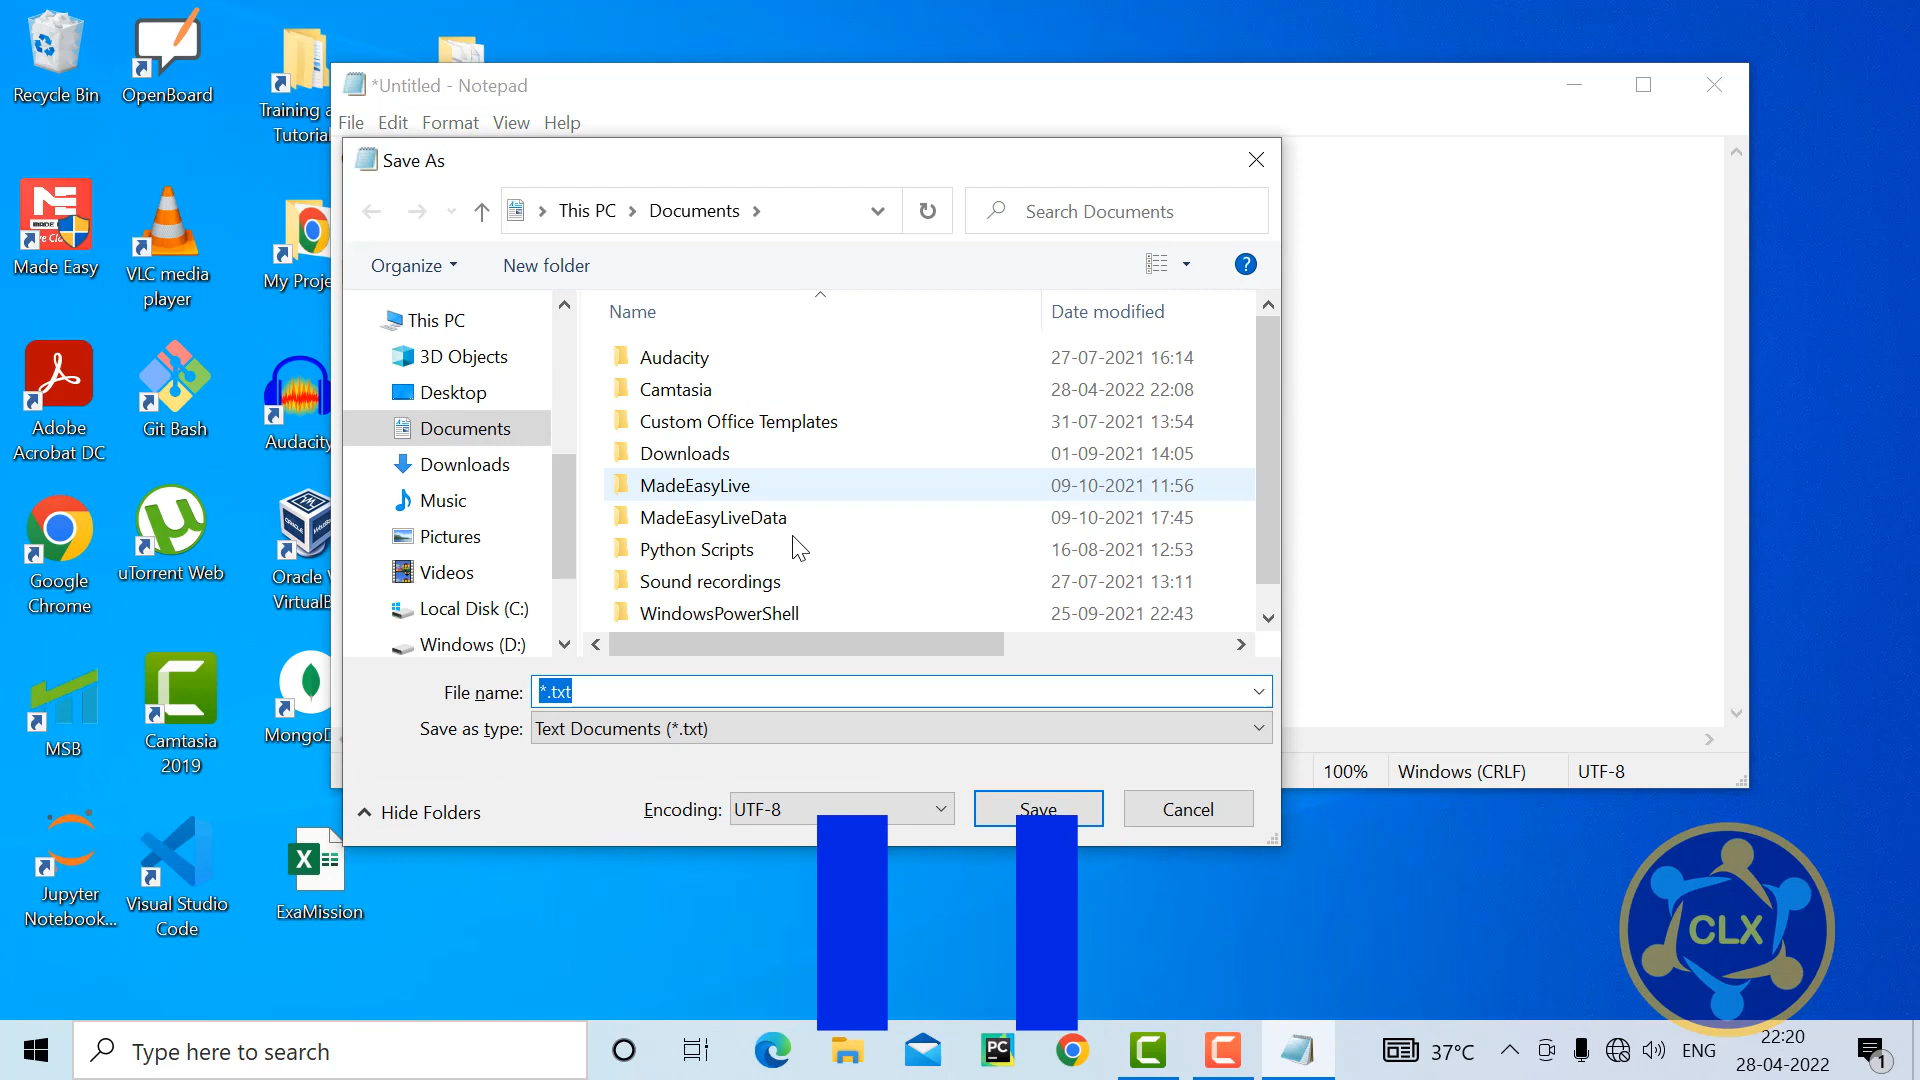 Recycle Bin
OpenBoard
Training a
Tutorial
MADE
ve Cla
Made Easy
VLC media
player
My Proje
Adobe
Acrobat DC
Git Bash
Audacity
Google
Chrome
uTorrent Web
ORACLE
Oracle
VirtualB
MSB
Camtasia
2019
MongoD
Jupyter
Notebook...
Visual Studio
Code
ExaMission
*Untitled - Notepad
File Edit Format View Help
Save As
This PC Documents
Search Documents
Organize
New folder
This PC
3D Objects
Desktop
Documents
Downloads
Music
Pictures
Videos
Local Disk (C:)
Windows (D:)
Name Date modified
Audacity 27-07-2021 16:14
Camtasia 28-04-2022 22:08
Custom Office Templates 31-07-2021 13:54
Downloads 01-09-2021 14:05
MadeEasyLive 09-10-2021 11:56
MadeEasyLiveData 09-10-2021 17:45
Python Scripts 16-08-2021 12:53
Sound recordings 27-07-2021 13:11
WindowsPowerShell 25-09-2021 22:43
File name: *.txt
Save as type: Text Documents (*.txt)
Hide Folders
Encoding: UTF-8
Save
Cancel
100% Windows (CRLF) UTF-8
CLX
Type here to search
PC
37°C
ENG
22:20
28-04-2022
1